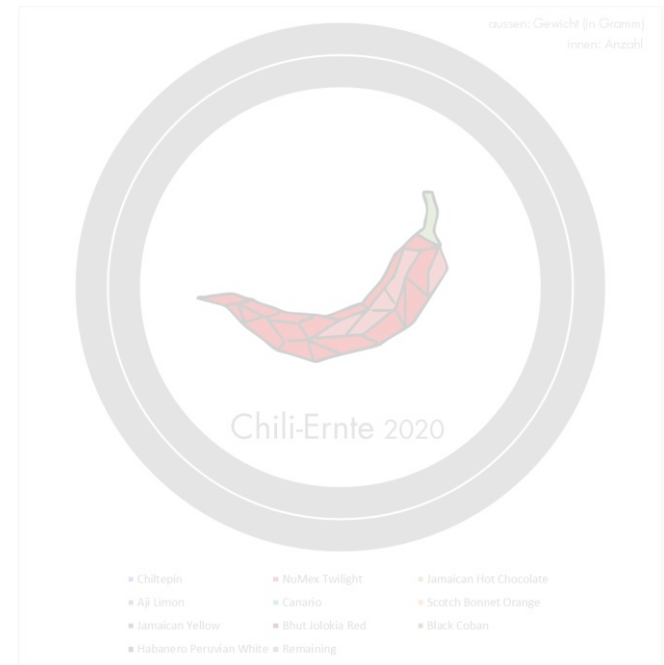 aussen: Gewicht (in Gramm)
innen: Anzahl
Chili-Ernte 2020
Chiltepin
NuMex Twilight
Jamaican Hot Chocolate
Aji Limon
Canario
Scotch Bonnet Orange
Jamaican Yellow
Bhut Jolokia Red
Black Coban
Habanero Peruvian White
Remaining